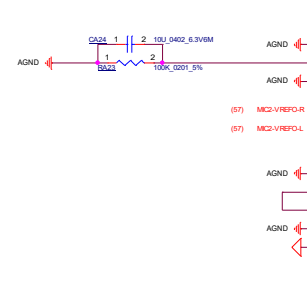 CA24 1 2 10U_0402_6.3V6M
AGND
1 2
AGND
RA23 100K_0201_5%
AGND
(57) MIC2-VREFO-R
(57) MIC2-VREFO-L
AGND
AGND